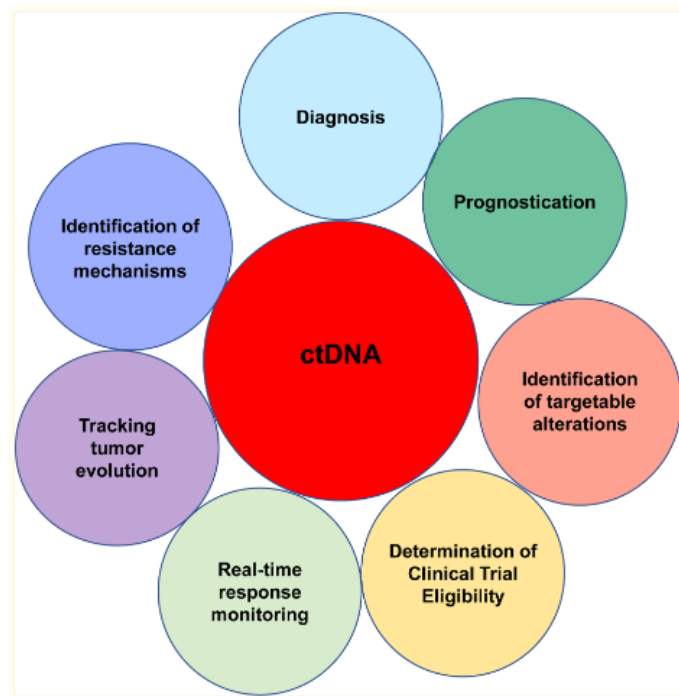 Diagnosis
Prognostication
Identification of
resistance
mechanisms
ctDNA
Identification
of targetable
alterations
Tracking
tumor
evolution
Determination of
Clinical Trial
Eligibility
Real-time
response
monitoring